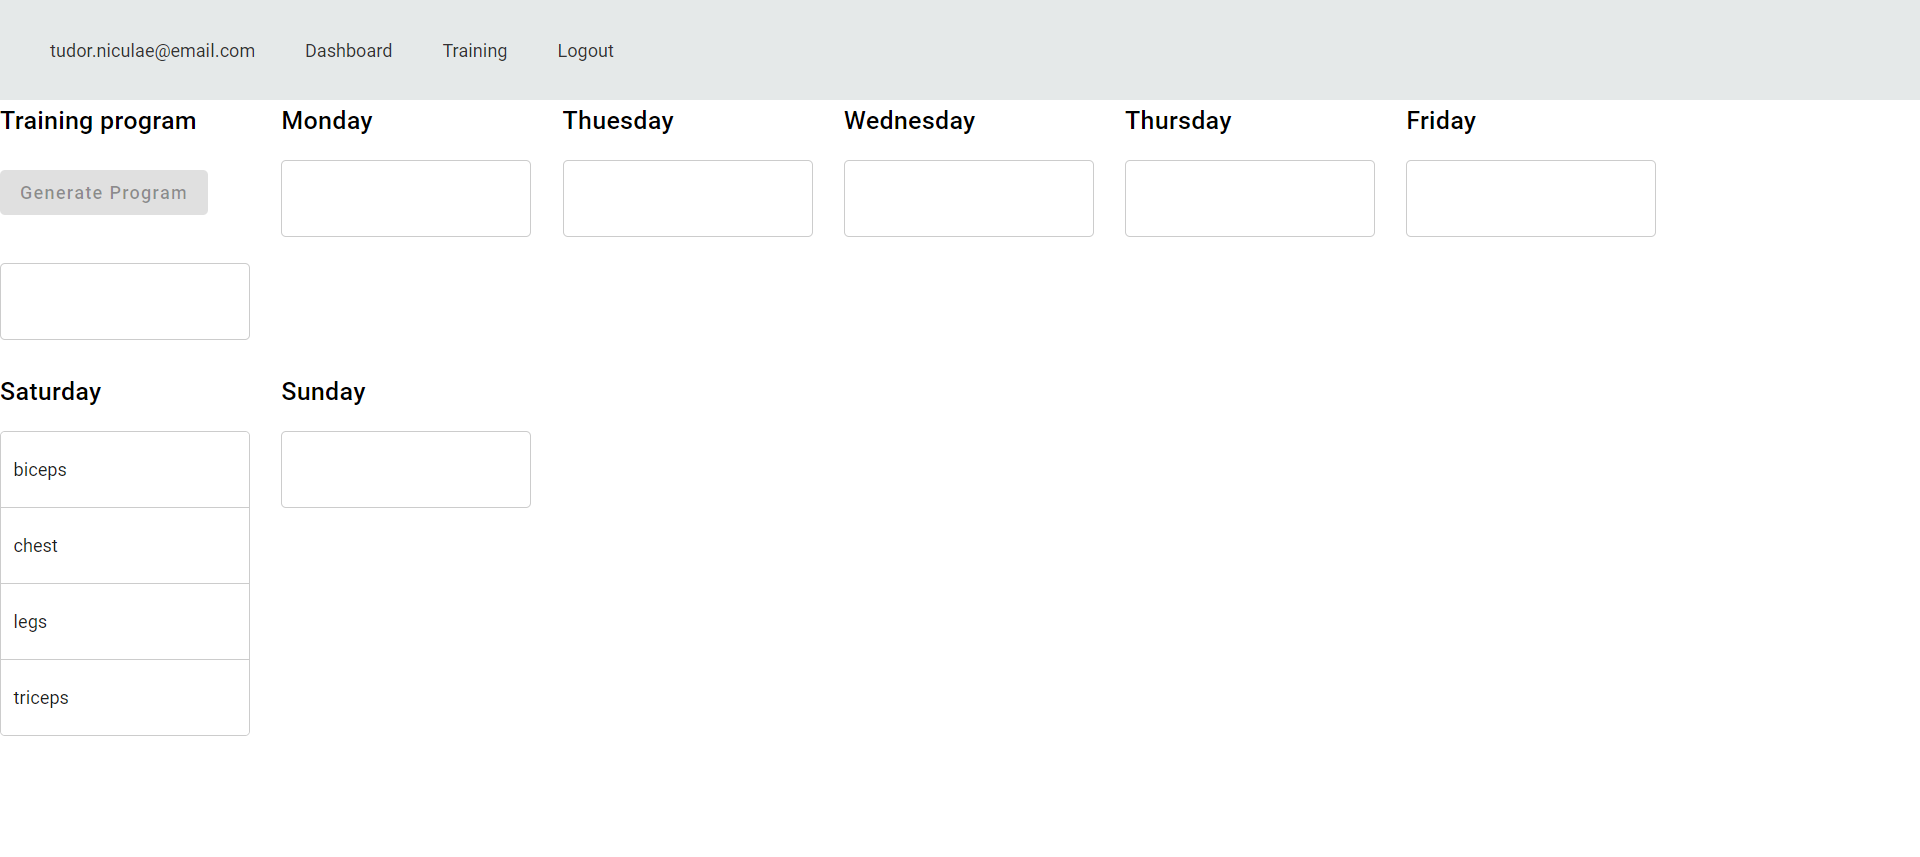 tudor.niculae@email.com Dashboard Training Logout
Training program Monday Thuesday Wednesday Thursday Friday
Generate Program
Saturday Sunday
biceps
chest
legs
triceps